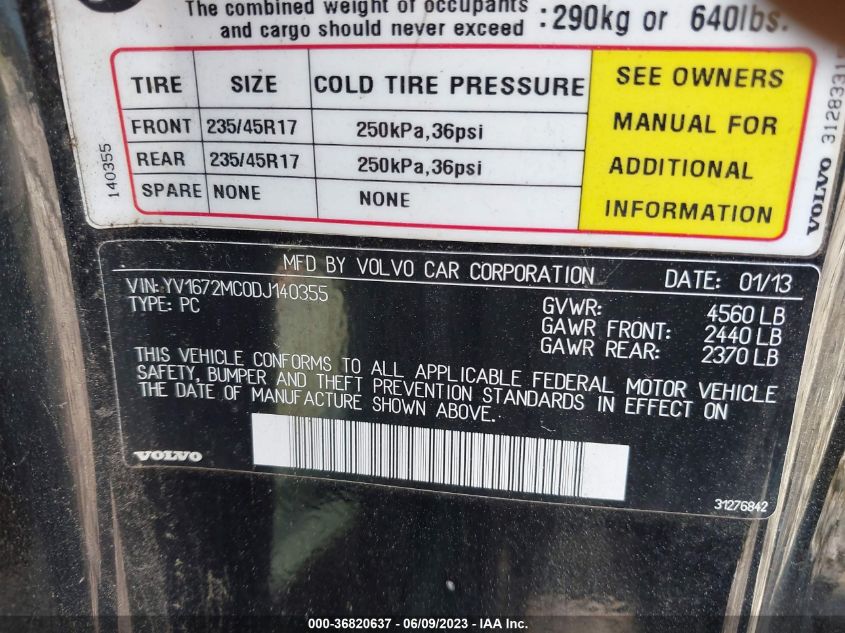 The combined weight of occupants
and cargo should never exceed :290kg or 640lbs.
TIRE SIZE COLD TIRE PRESSURE
FRONT 235/45R17 250kPa,36psi
REAR 235/45R17 250kPa,36psi
SPARE NONE NONE
SEE OWNERS
MANUAL FOR
ADDITIONAL
INFORMATION
140355
VOLVO
MFD BY VOLVO CAR CORPORATION DATE: 01/13
VIN:YV1672MC0DJ140355
TYPE: PC
GVWR: 4560 LB
GAWR FRONT: 2440 LB
GAWR REAR: 2370 LB
THIS VEHICLE CONFORMS TO ALL APPLICABLE FEDERAL MOTOR VEHICLE
SAFETY, BUMPER AND THEFT PREVENTION STANDARDS IN EFFECT ON
THE DATE OF MANUFACTURE SHOWN ABOVE.
VOLVO
31276842
000-36820637 - 06/09/2023 - IAA Inc.